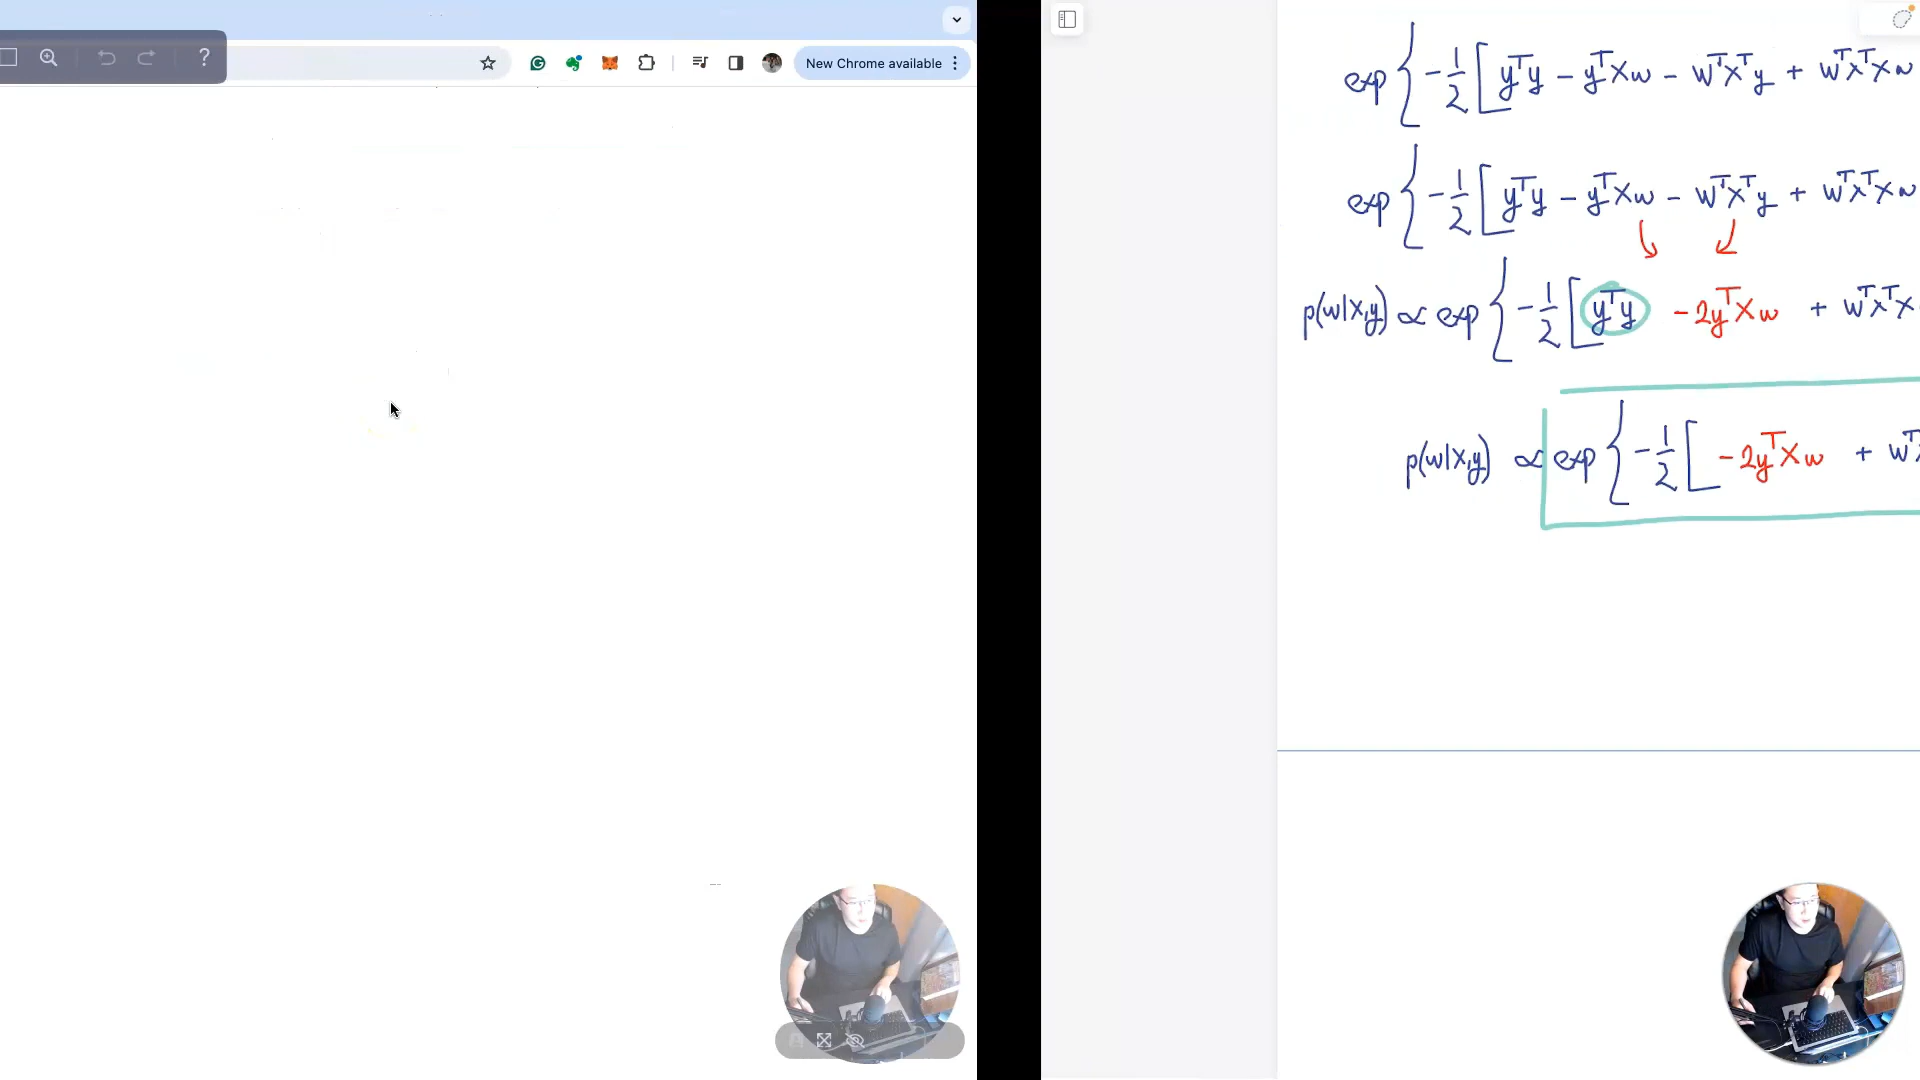 ?
New Chrome available
exp { -1/2 [ yᵀy - yᵀXw - wᵀXᵀy + wᵀXᵀXw
exp { -1/2 [ yᵀy - yᵀXw - wᵀXᵀy + wᵀXᵀXw
p(w|X,y) ∝ exp { -1/2 [ yᵀy -2yᵀXw + wᵀXᵀX
p(w|X,y) ∝ exp { -1/2 [ -2yᵀXw + wᵀ